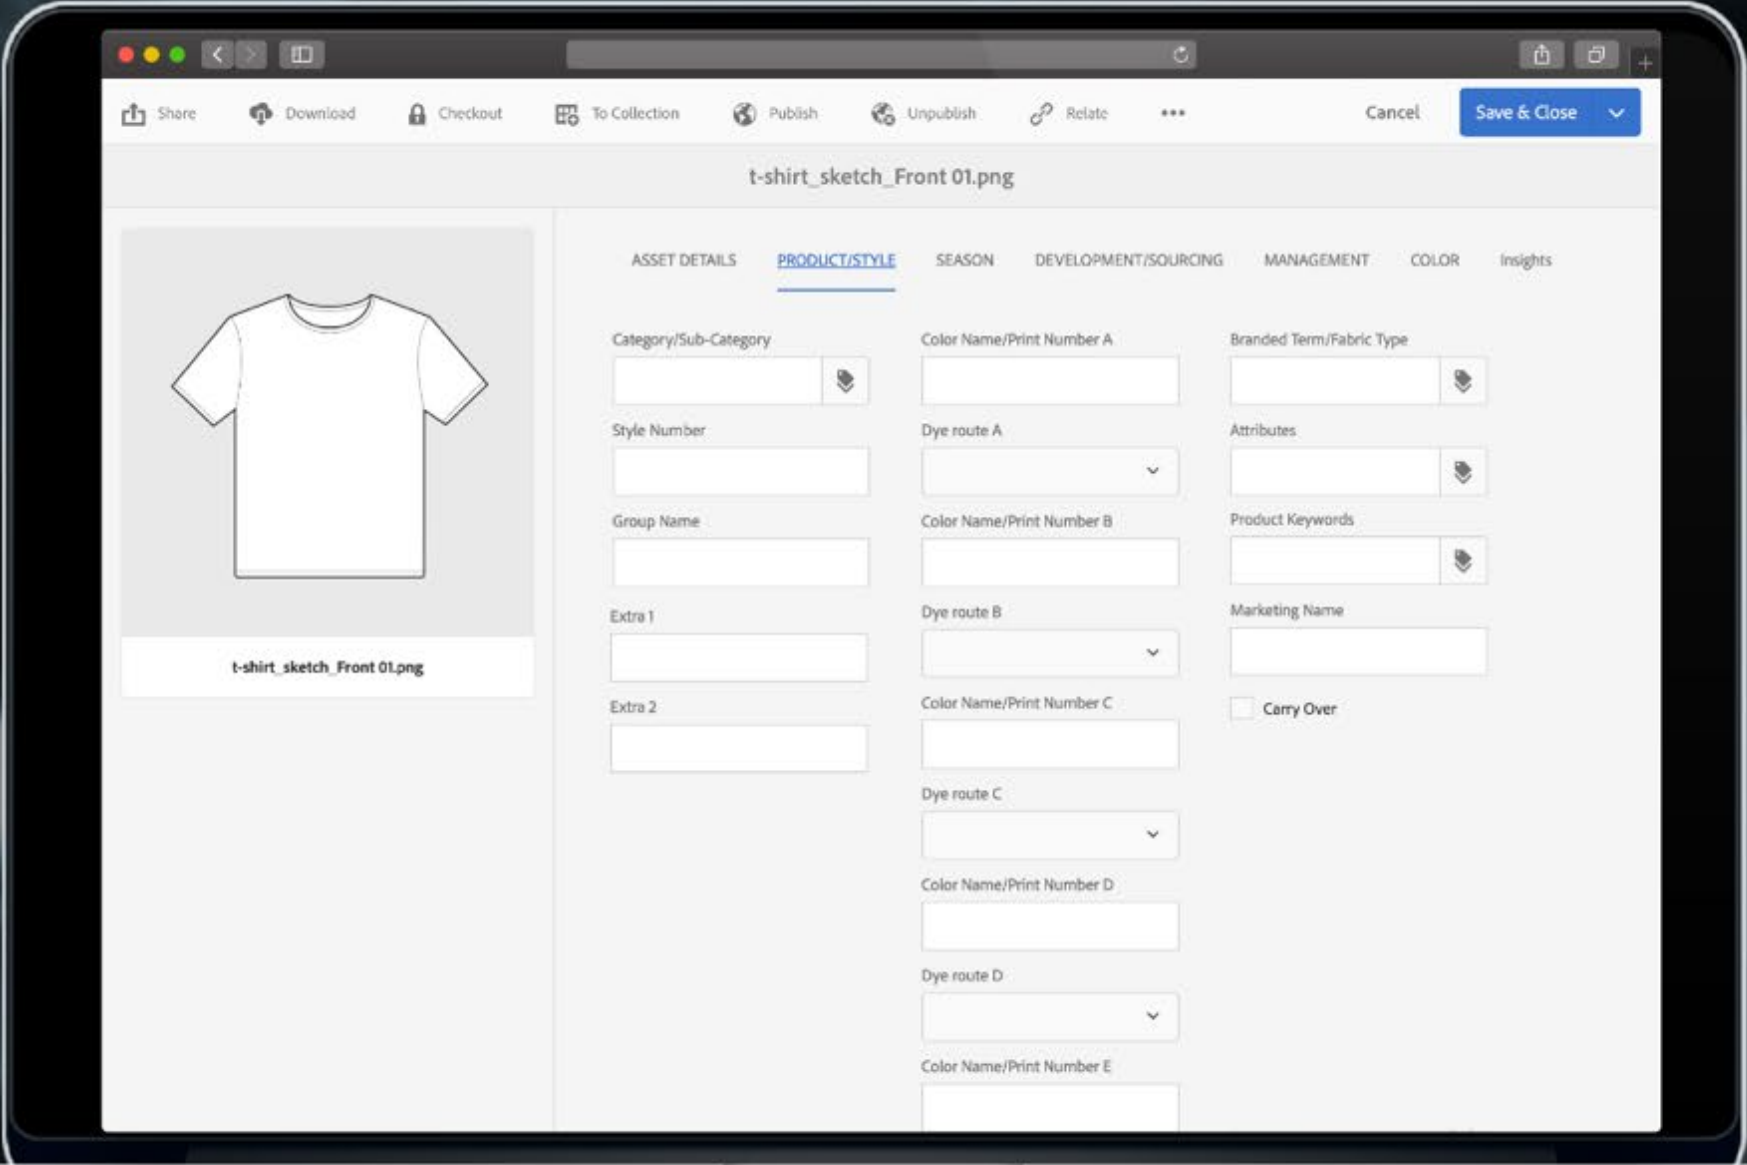 Share Download Checkout To Collection Publish Unpublish Relate ••• Cancel Save & Close
t-shirt_sketch_Front 01.png
t-shirt_sketch_Front 01.png
ASSET DETAILS PRODUCT/STYLE SEASON DEVELOPMENT/SOURCING MANAGEMENT COLOR Insights
Category/Sub-Category
Style Number
Group Name
Extra 1
Extra 2
Color Name/Print Number A
Dye route A
Color Name/Print Number B
Dye route B
Color Name/Print Number C
Dye route C
Color Name/Print Number D
Dye route D
Color Name/Print Number E
Branded Term/Fabric Type
Attributes
Product Keywords
Marketing Name
Carry Over